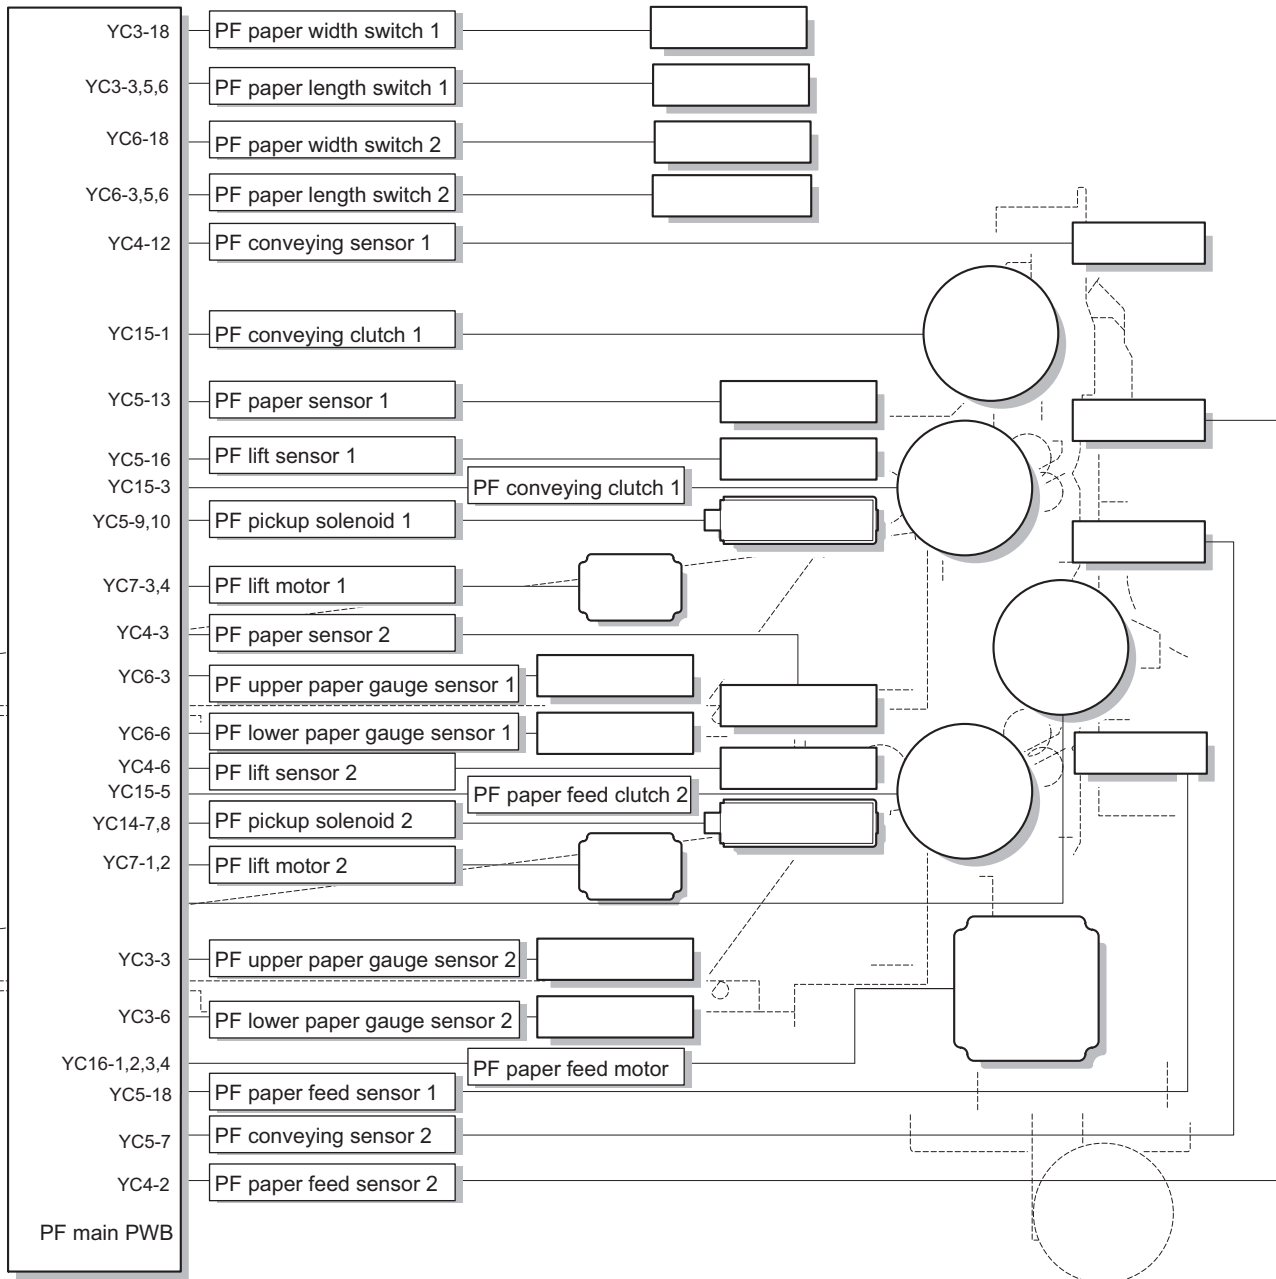 YC3-18 PF paper width switch 1
YC3-3,5,6 PF paper length switch 1
YC6-18 PF paper width switch 2
YC6-3,5,6 PF paper length switch 2
YC4-12 PF conveying sensor 1
YC15-1 PF conveying clutch 1
YC5-13 PF paper sensor 1
YC5-16 PF lift sensor 1
YC15-3 PF conveying clutch 1
YC5-9,10 PF pickup solenoid 1
YC7-3,4 PF lift motor 1
YC4-3 PF paper sensor 2
YC6-3 PF upper paper gauge sensor 1
YC6-6 PF lower paper gauge sensor 1
YC4-6 PF lift sensor 2
YC15-5 PF paper feed clutch 2
YC14-7,8 PF pickup solenoid 2
YC7-1,2 PF lift motor 2
YC3-3 PF upper paper gauge sensor 2
YC3-6 PF lower paper gauge sensor 2
YC16-1,2,3,4 PF paper feed motor
YC5-18 PF paper feed sensor 1
YC5-7 PF conveying sensor 2
YC4-2 PF paper feed sensor 2
PF main PWB